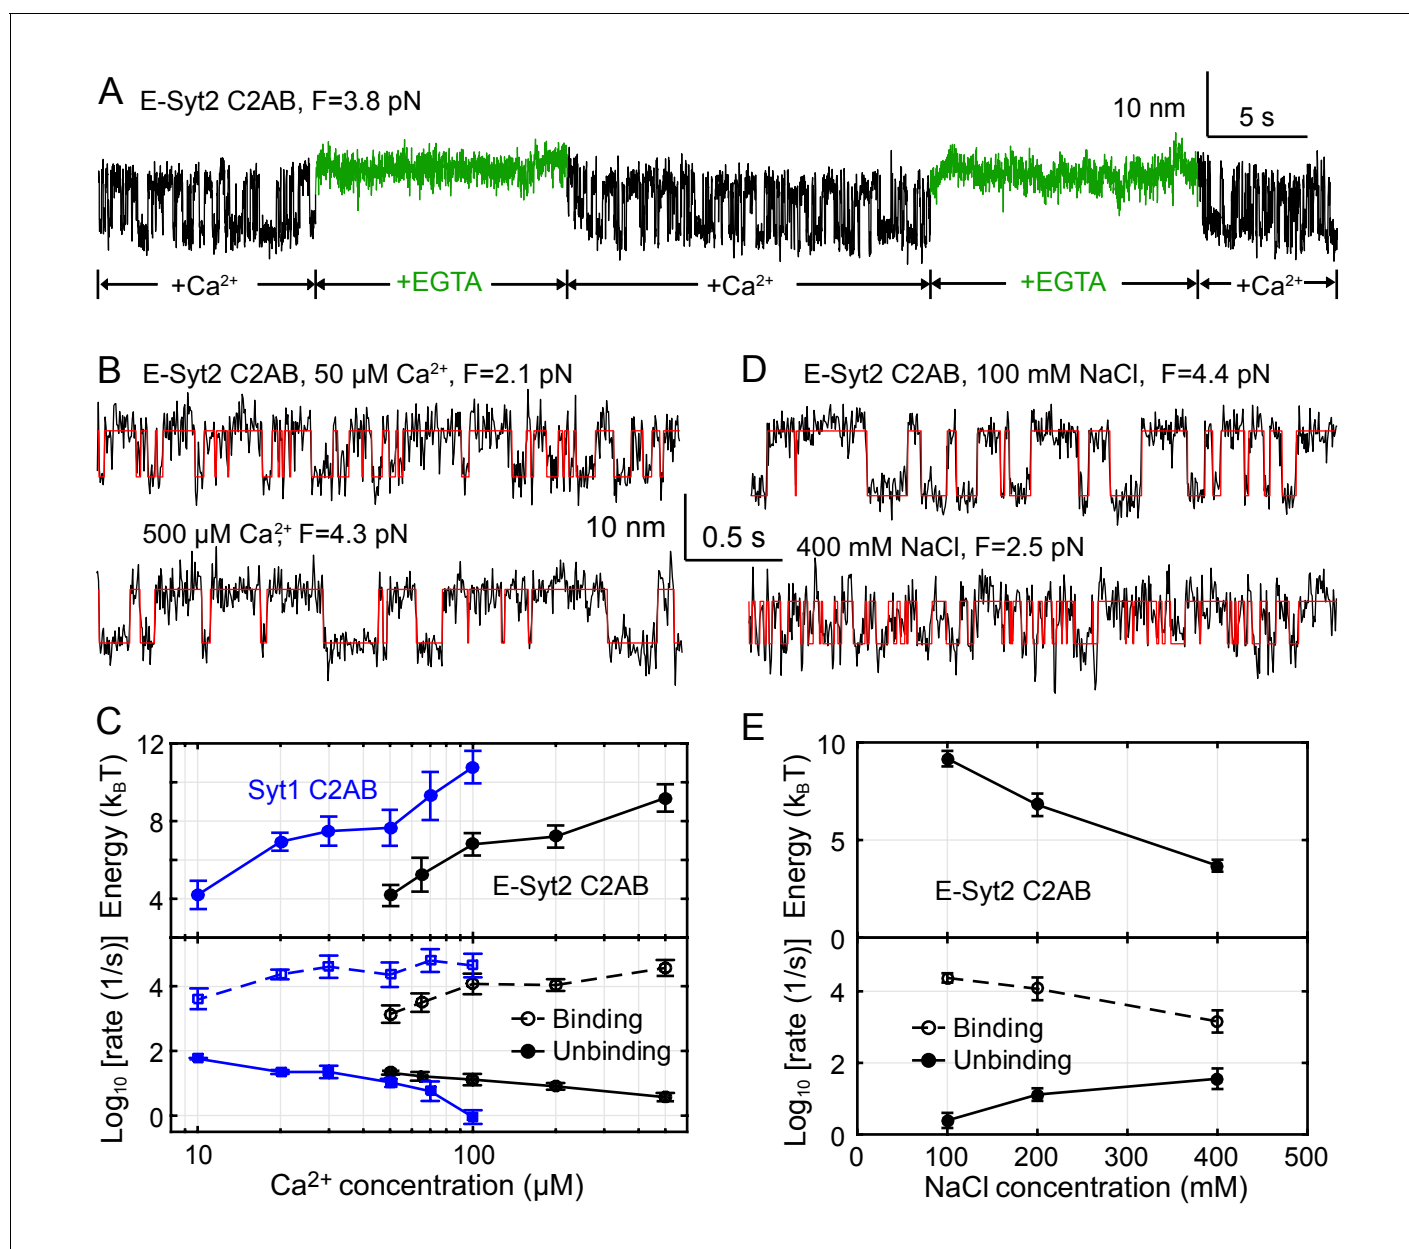 A
E-Syt2 C2AB, F=3.8 pN
10 nm
5 s
+Ca²⁺
+EGTA
+Ca²⁺
+EGTA
+Ca²⁺
B
E-Syt2 C2AB, 50 µM Ca²⁺, F=2.1 pN
500 µM Ca²⁺, F=4.3 pN
10 nm
0.5 s
D
E-Syt2 C2AB, 100 mM NaCl, F=4.4 pN
400 mM NaCl, F=2.5 pN
C
12
8
4
Energy (k_BT)
Syt1 C2AB
E-Syt2 C2AB
4
2
0
Log₁₀ [rate (1/s)]
Binding
Unbinding
10
100
Ca²⁺ concentration (µM)
E
10
5
0
Energy (k_BT)
E-Syt2 C2AB
4
2
0
Log₁₀ [rate (1/s)]
Binding
Unbinding
0
100
200
300
400
500
NaCl concentration (mM)